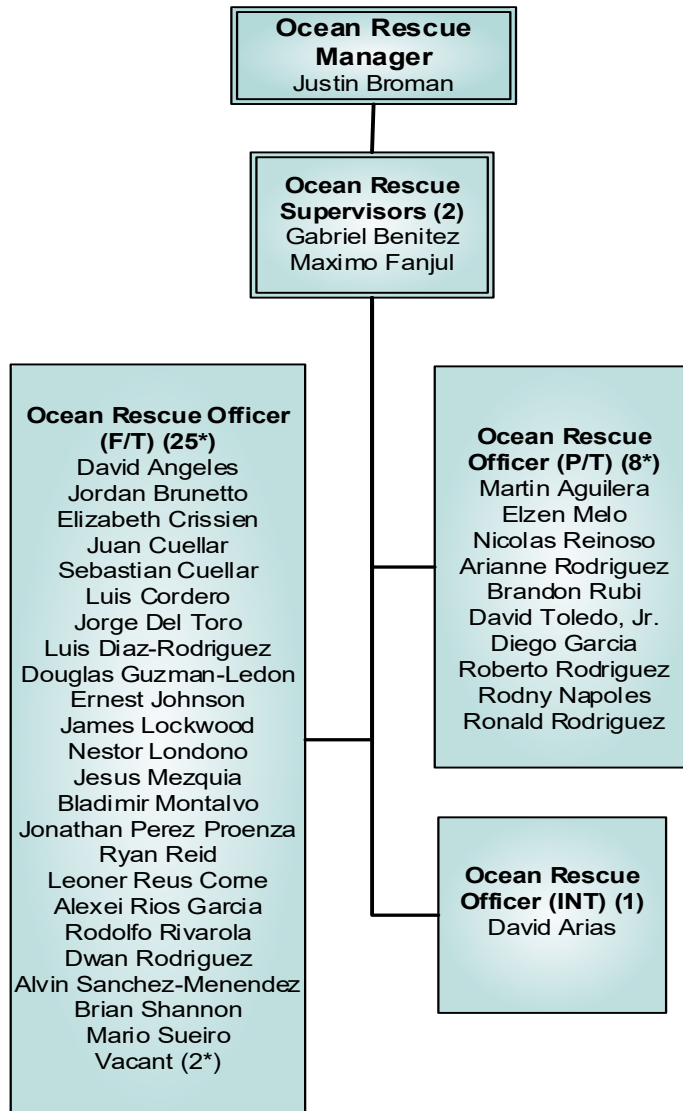 Ocean Rescue
Manager
Justin Broman
Ocean Rescue
Supervisors (2)
Gabriel Benitez
Maximo Fanjul
Ocean Rescue Officer
(F/T) (25*)
David Angeles
Jordan Brunetto
Elizabeth Crissien
Juan Cuellar
Sebastian Cuellar
Luis Cordero
Jorge Del Toro
Luis Diaz-Rodriguez
Douglas Guzman-Ledon
Ernest Johnson
James Lockwood
Nestor Londono
Jesus Mezquia
Bladimir Montalvo
Jonathan Perez Proenza
Ryan Reid
Leoner Reus Corne
Alexei Rios Garcia
Rodolfo Rivarola
Dwan Rodriguez
Alvin Sanchez-Menendez
Brian Shannon
Mario Sueiro
Vacant (2*)
Ocean Rescue
Officer (P/T) (8*)
Martin Aguilera
Elzen Melo
Nicolas Reinoso
Arianne Rodriguez
Brandon Rubi
David Toledo, Jr.
Diego Garcia
Roberto Rodriguez
Rodny Napoles
Ronald Rodriguez
Ocean Rescue
Officer (INT) (1)
David Arias